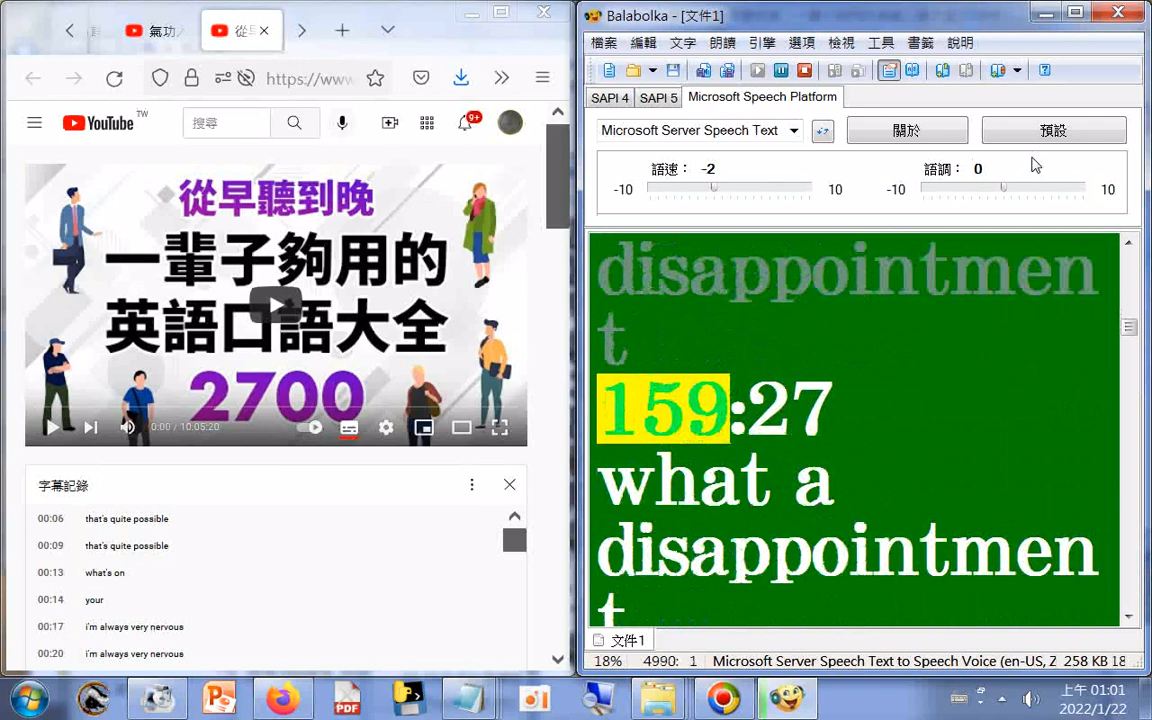 氣功
從
https://www
YouTube TW
搜尋
9+
從早聽到晚
一輩子夠用的
英語口語大全
2700
0:00 / 10:05:20
字幕記錄
00:06 that's quite possible
00:09 that's quite possible
00:13 what's on
00:14 your
00:17 i'm always very nervous
00:20 i'm always very nervous
Balabolka - [文件1]
檔案 編輯 文字 朗讀 引擎 選項 檢視 工具 書籤 說明
SAPI 4 SAPI 5 Microsoft Speech Platform
Microsoft Server Speech Text 關於 預設
語速： -2 語調： 0
-10 10 -10 10
disappointmen
t
159:27
what a
disappointmen
t
文件1
18% 4990: 1 Microsoft Server Speech Text to Speech Voice (en-US, Z 258 KB 18
PDF
上午 01:01
2022/1/22